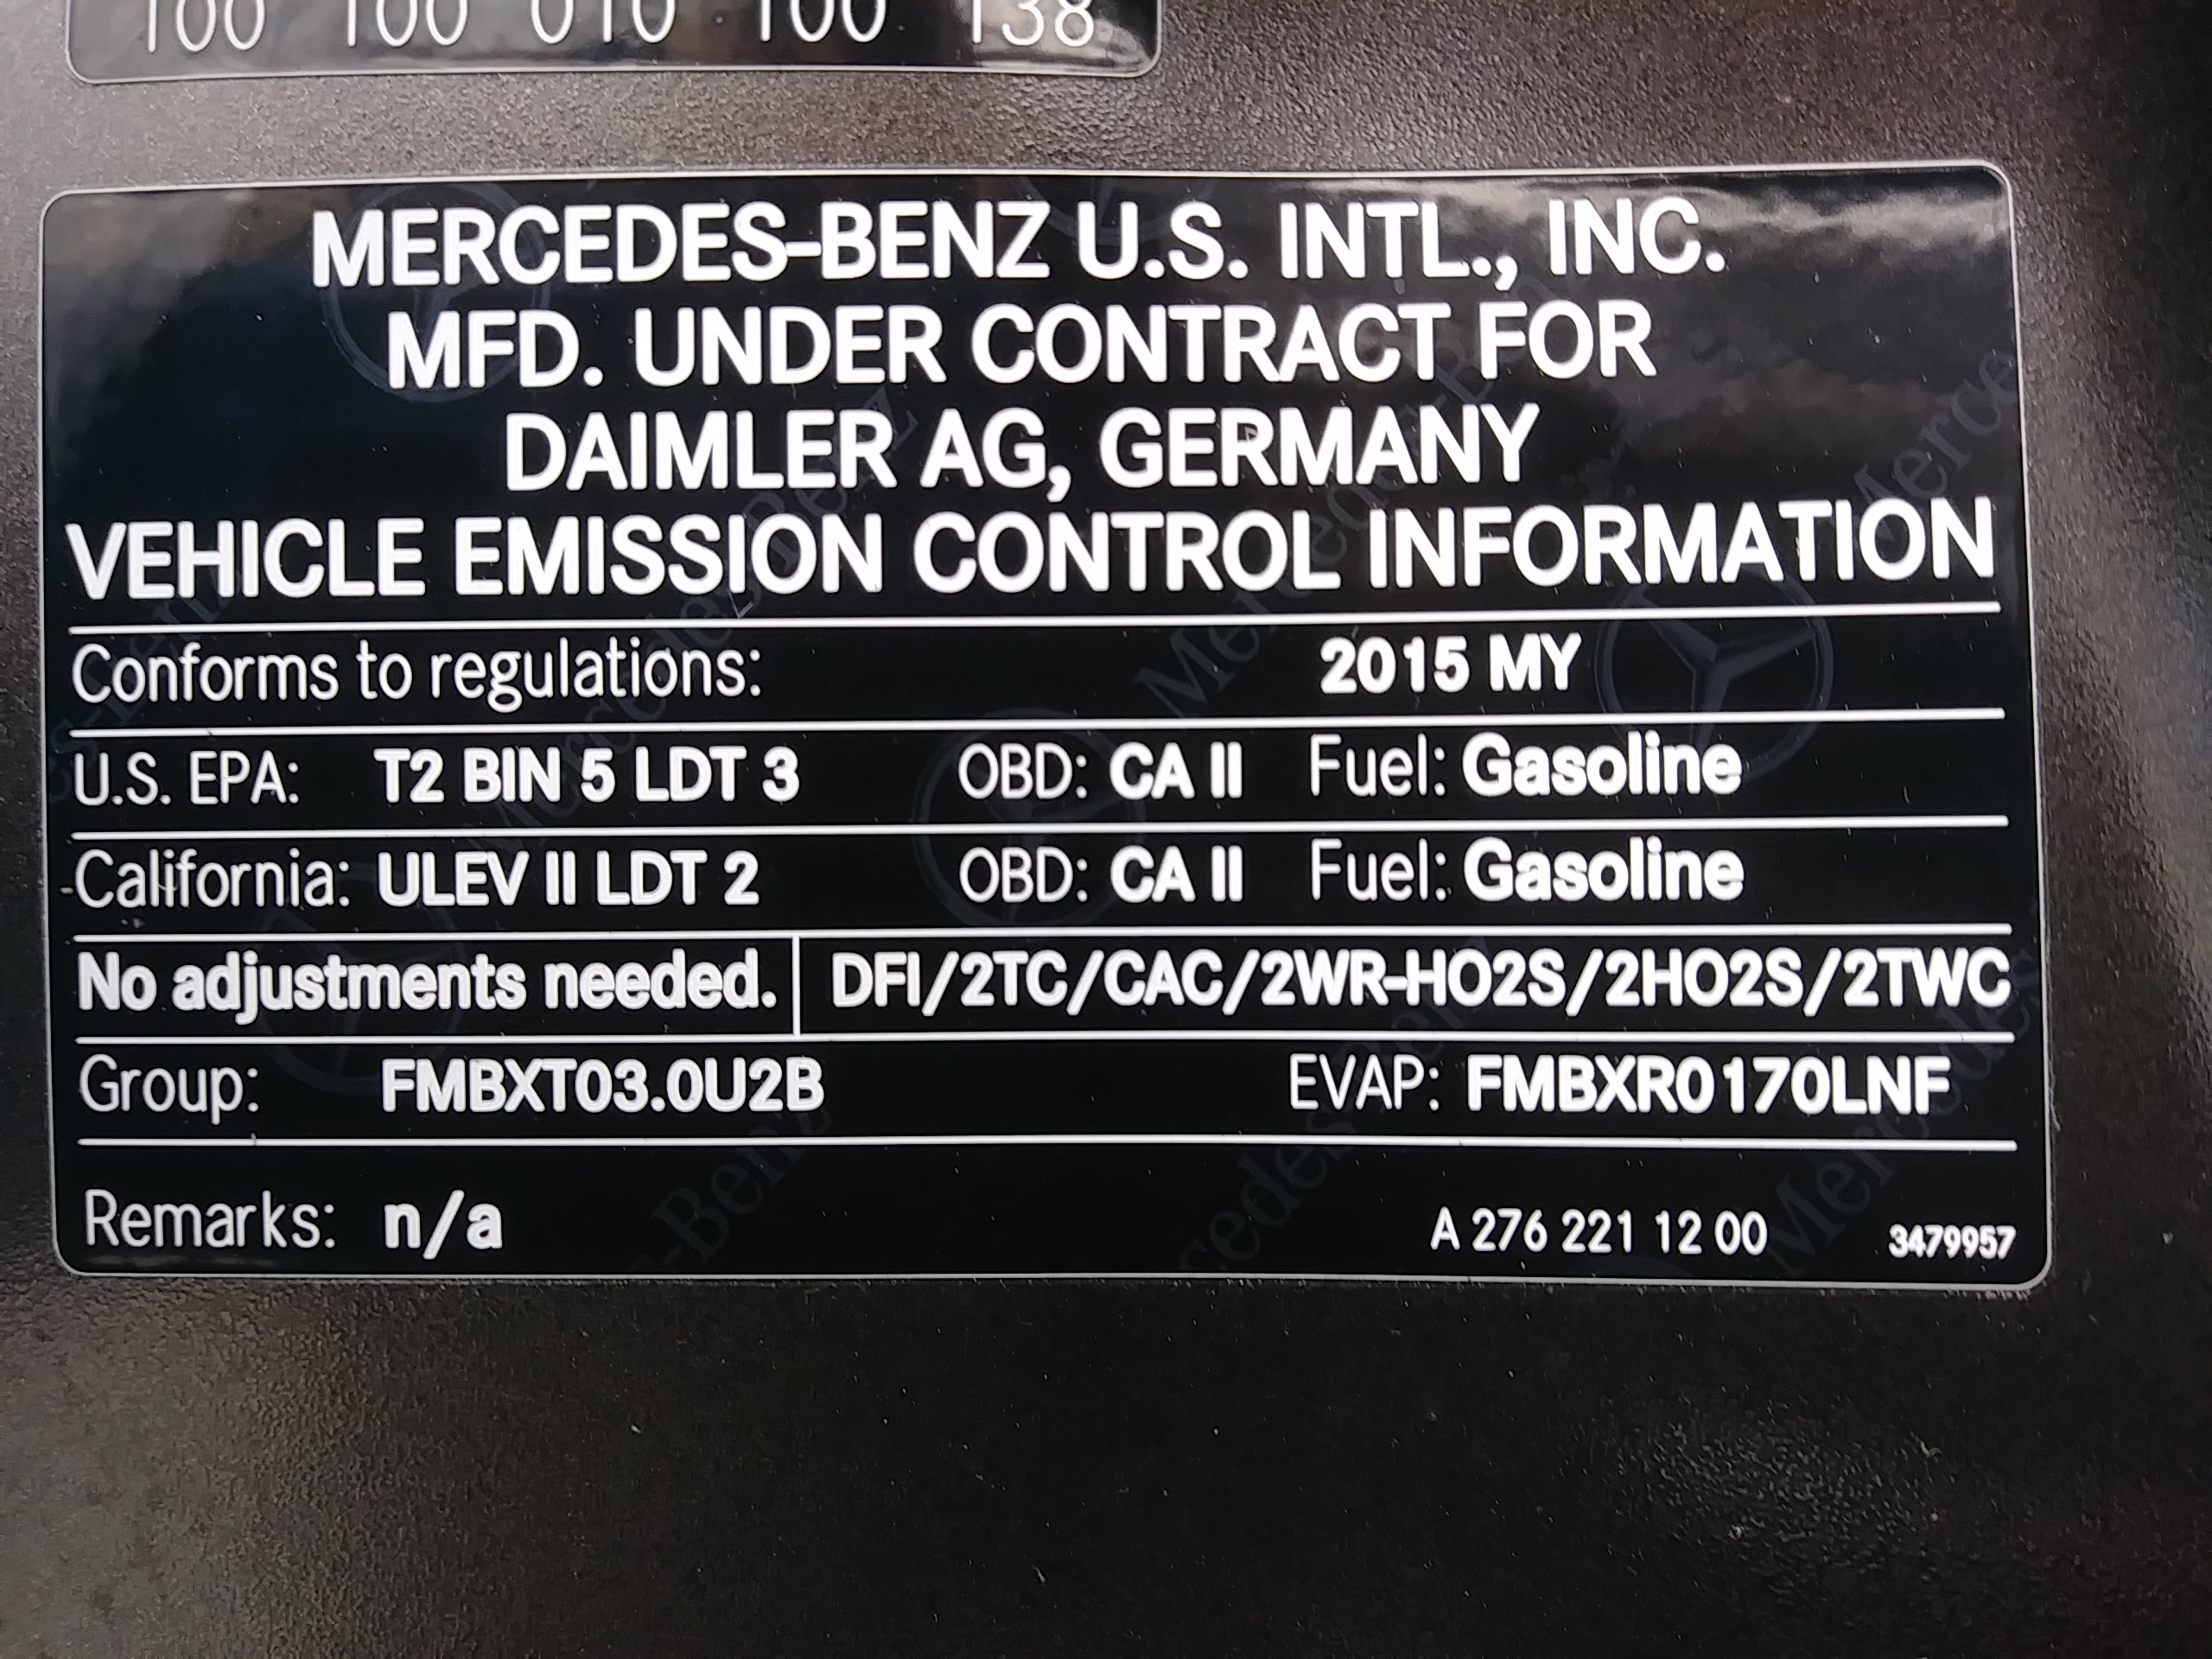 100 100 010 100 138
MERCEDES-BENZ U.S. INTL., INC.
MFD. UNDER CONTRACT FOR
DAIMLER AG, GERMANY
VEHICLE EMISSION CONTROL INFORMATION
Conforms to regulations: 2015 MY
U.S. EPA: T2 BIN 5 LDT 3 OBD: CA II Fuel: Gasoline
California: ULEV II LDT 2 OBD: CA II Fuel: Gasoline
No adjustments needed. DFI/2TC/CAC/2WR-HO2S/2HO2S/2TWC
Group: FMBXT03.0U2B EVAP: FMBXR0170LNF
Remarks: n/a A 276 221 12 00 3479957